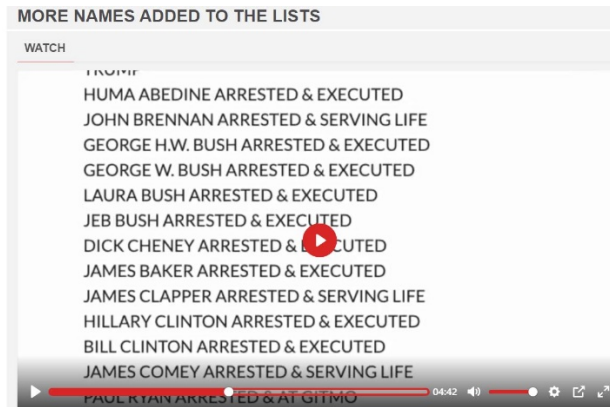 MORE NAMES ADDED TO THE LISTS
WATCH
TRUMP
HUMA ABEDINE ARRESTED & EXECUTED
JOHN BRENNAN ARRESTED & SERVING LIFE
GEORGE H.W. BUSH ARRESTED & EXECUTED
GEORGE W. BUSH ARRESTED & EXECUTED
LAURA BUSH ARRESTED & EXECUTED
JEB BUSH ARRESTED & EXECUTED
DICK CHENEY ARRESTED & EXECUTED
JAMES BAKER ARRESTED & EXECUTED
JAMES CLAPPER ARRESTED & SERVING LIFE
HILLARY CLINTON ARRESTED & EXECUTED
BILL CLINTON ARRESTED & EXECUTED
JAMES COMEY ARRESTED & SERVING LIFE
04:42
PAUL RYAN ARRESTED & AT GITMO